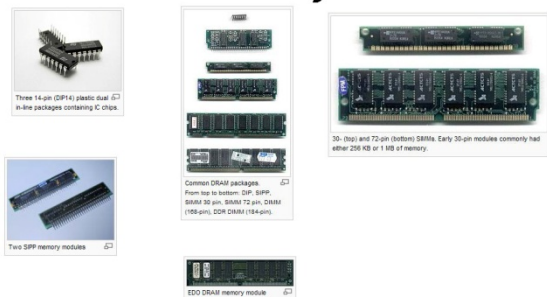 Three 14-pin (DIP14) plastic dual
in-line packages containing IC chips.
Two SIPP memory modules
Common DRAM packages.
From top to bottom: DIP, SIPP,
SIMM 30 pin, SIMM 72 pin, DIMM
(168-pin), DDR DIMM (184-pin).
EDO DRAM memory module
30- (top) and 72-pin (bottom) SIMMs. Early 30-pin modules commonly had
either 256 KB or 1 MB of memory.